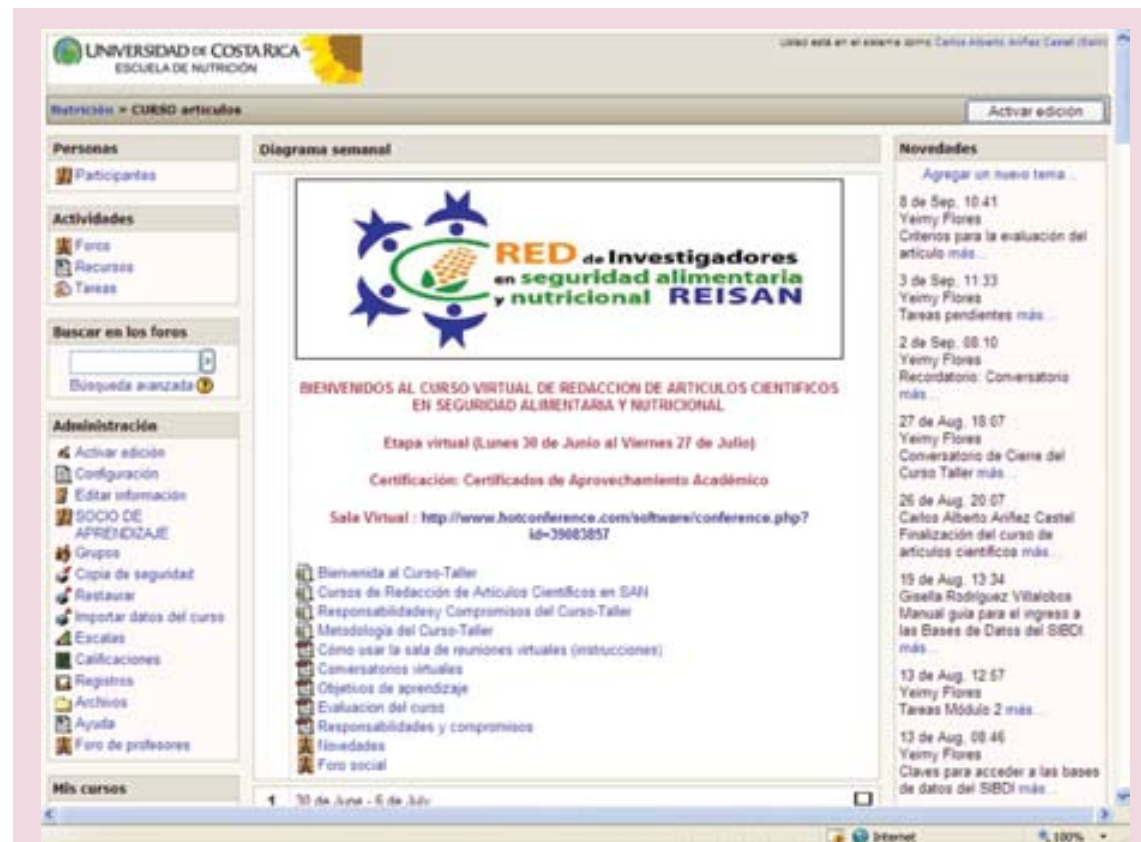 UNIVERSIDAD DE COSTA RICA
ESCUELA DE NUTRICIÓN
Usted está en el sistema como Carlos Alberto Aníñez Castel (Salir)
Nutrición » CURSO articulos
Activar edición
Personas
Participantes
Actividades
Foros
Recursos
Tareas
Buscar en los foros
Búsqueda avanzada
Administración
Activar edición
Configuración
Editar información
SOCIO DE
APRENDIZAJE
Grupos
Copia de seguridad
Restaurar
Importar datos del curso
Escalas
Calificaciones
Registros
Archivos
Ayuda
Foro de profesores
Mis cursos
Diagrama semanal
RED de Investigadores
en seguridad alimentaria
y nutricional REISAN
BIENVENIDOS AL CURSO VIRTUAL DE REDACCION DE ARTICULOS CIENTIFICOS
EN SEGURIDAD ALIMENTARIA Y NUTRICIONAL
Etapa virtual (Lunes 30 de Junio al Viernes 27 de Julio)
Certificación: Certificados de Aprovechamiento Académico
Sala Virtual : http://www.hotconference.com/software/conference.php?
id=39083857
Bienvenida al Curso-Taller
Cursos de Redacción de Artículos Científicos en SAN
Responsabilidadesy Compromisos del Curso-Taller
Metodología del Curso-Taller
Cómo usar la sala de reuniones virtuales (instrucciones)
Conversatorios virtuales
Objetivos de aprendizaje
Evaluacion del curso
Responsabilidades y compromisos
Novedades
Foro social
1 30 de June - 6 de July
Novedades
Agregar un nuevo tema...
8 de Sep, 10:41
Yeimy Flores
Criterios para la evaluación del
artículo más...
3 de Sep, 11:33
Yeimy Flores
Tareas pendientes más...
2 de Sep, 08:10
Yeimy Flores
Recordatorio: Conversatorio
más...
27 de Aug, 18:07
Yeimy Flores
Conversatorio de Cierre del
Curso Taller más...
26 de Aug, 20:07
Carlos Alberto Aníñez Castel
Finalización del curso de
artículos científicos más...
19 de Aug, 13:34
Gisella Rodríguez Villalobos
Manual guía para el ingreso a
las Bases de Datos del SIBDI
más...
13 de Aug, 12:57
Yeimy Flores
Tareas Módulo 2 más...
13 de Aug, 08:46
Yeimy Flores
Claves para acceder a las bases
de datos del SIBDI más...
Internet
100%